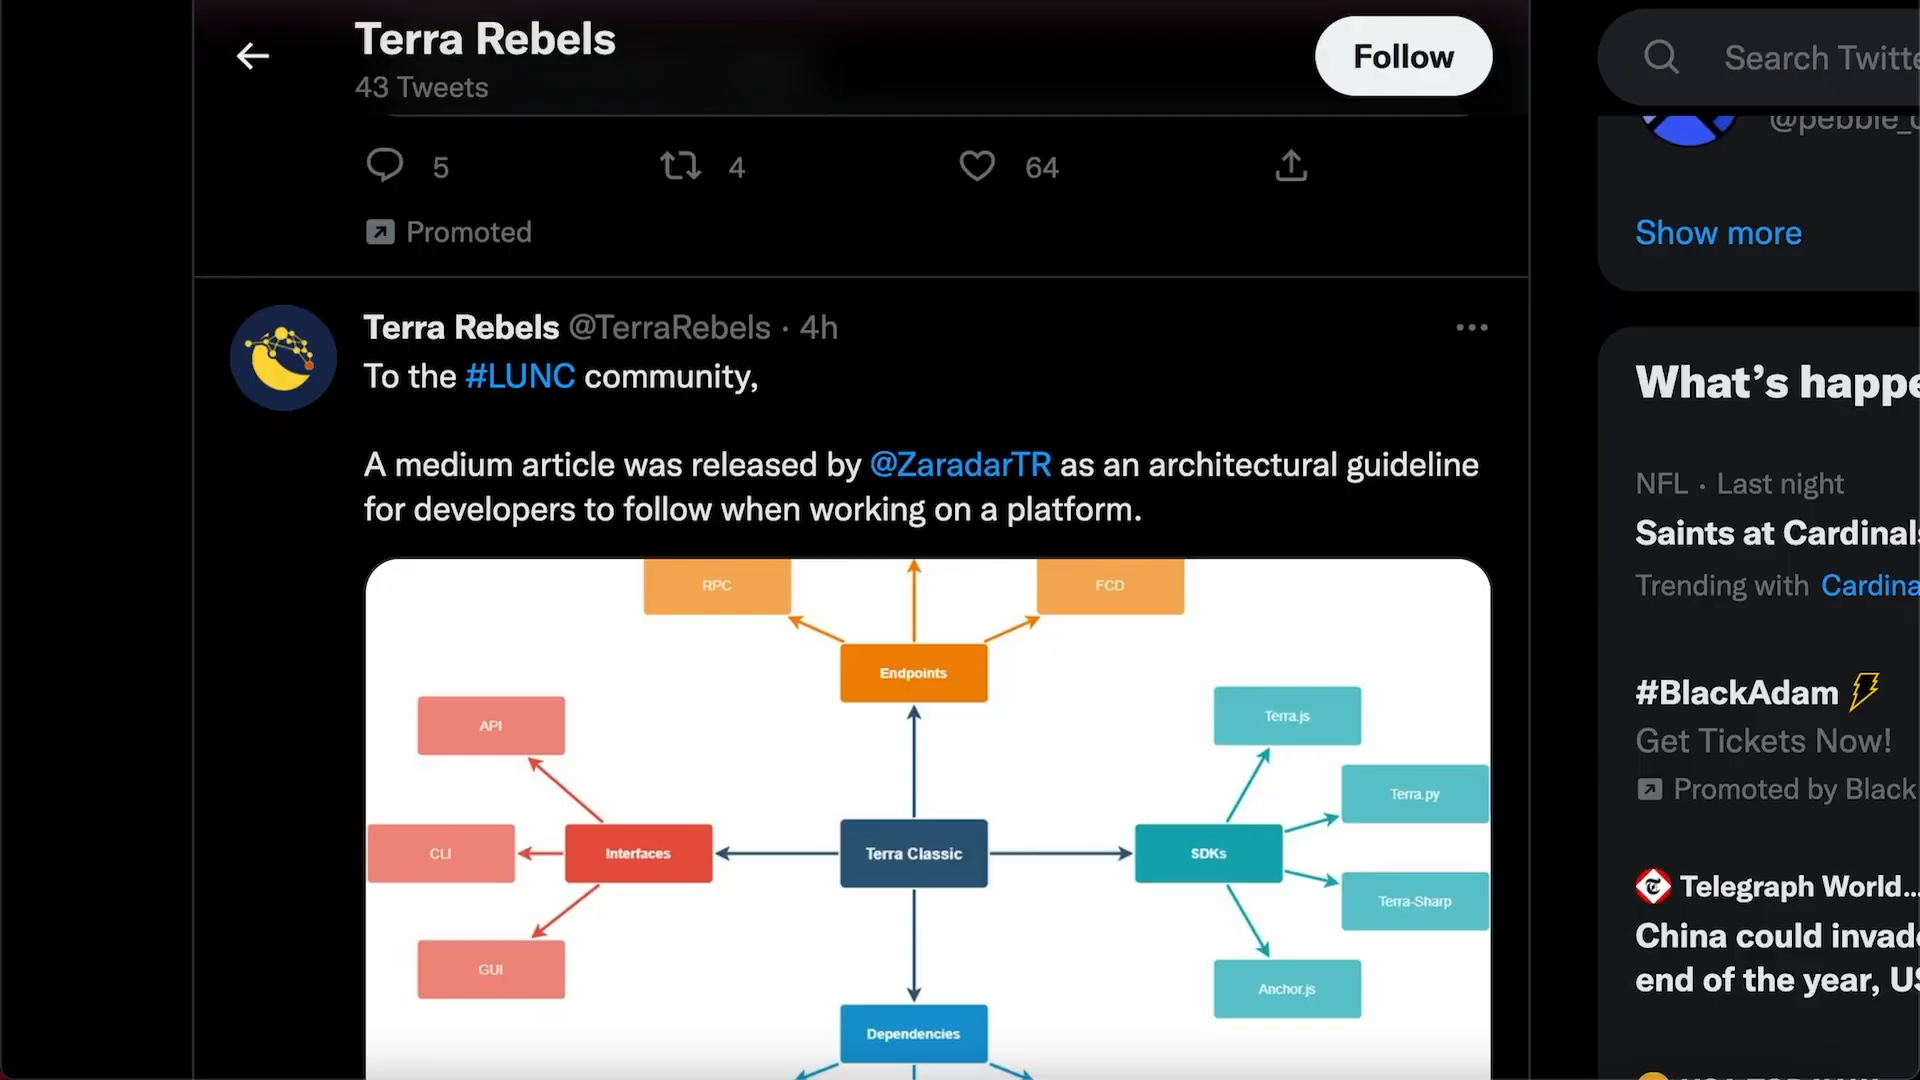 Terra Rebels
43 Tweets
Follow
Search Twitte
5
4
64
Promoted
@pebble_
Show more
Terra Rebels @TerraRebels · 4h
To the #LUNC community,
A medium article was released by @ZaradarTR as an architectural guideline
for developers to follow when working on a platform.
RPC
FCD
Endpoints
API
Terra.js
Terra.py
CLI
Interfaces
Terra Classic
SDKs
Terra-Sharp
GUI
Anchor.js
Dependencies
What's happe
NFL · Last night
Saints at Cardinals
Trending with Cardina
#BlackAdam
Get Tickets Now!
Promoted by Black
Telegraph World...
China could invade
end of the year, US